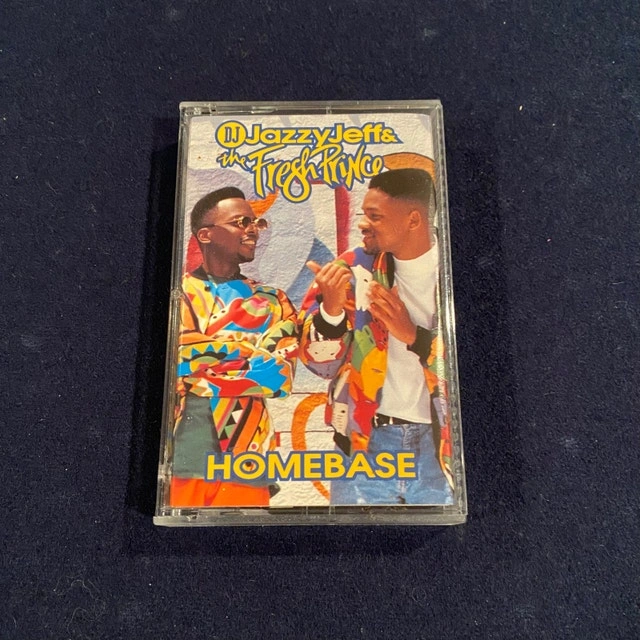 DJ Jazzy Jeff &
the Fresh Prince
HOMEBASE